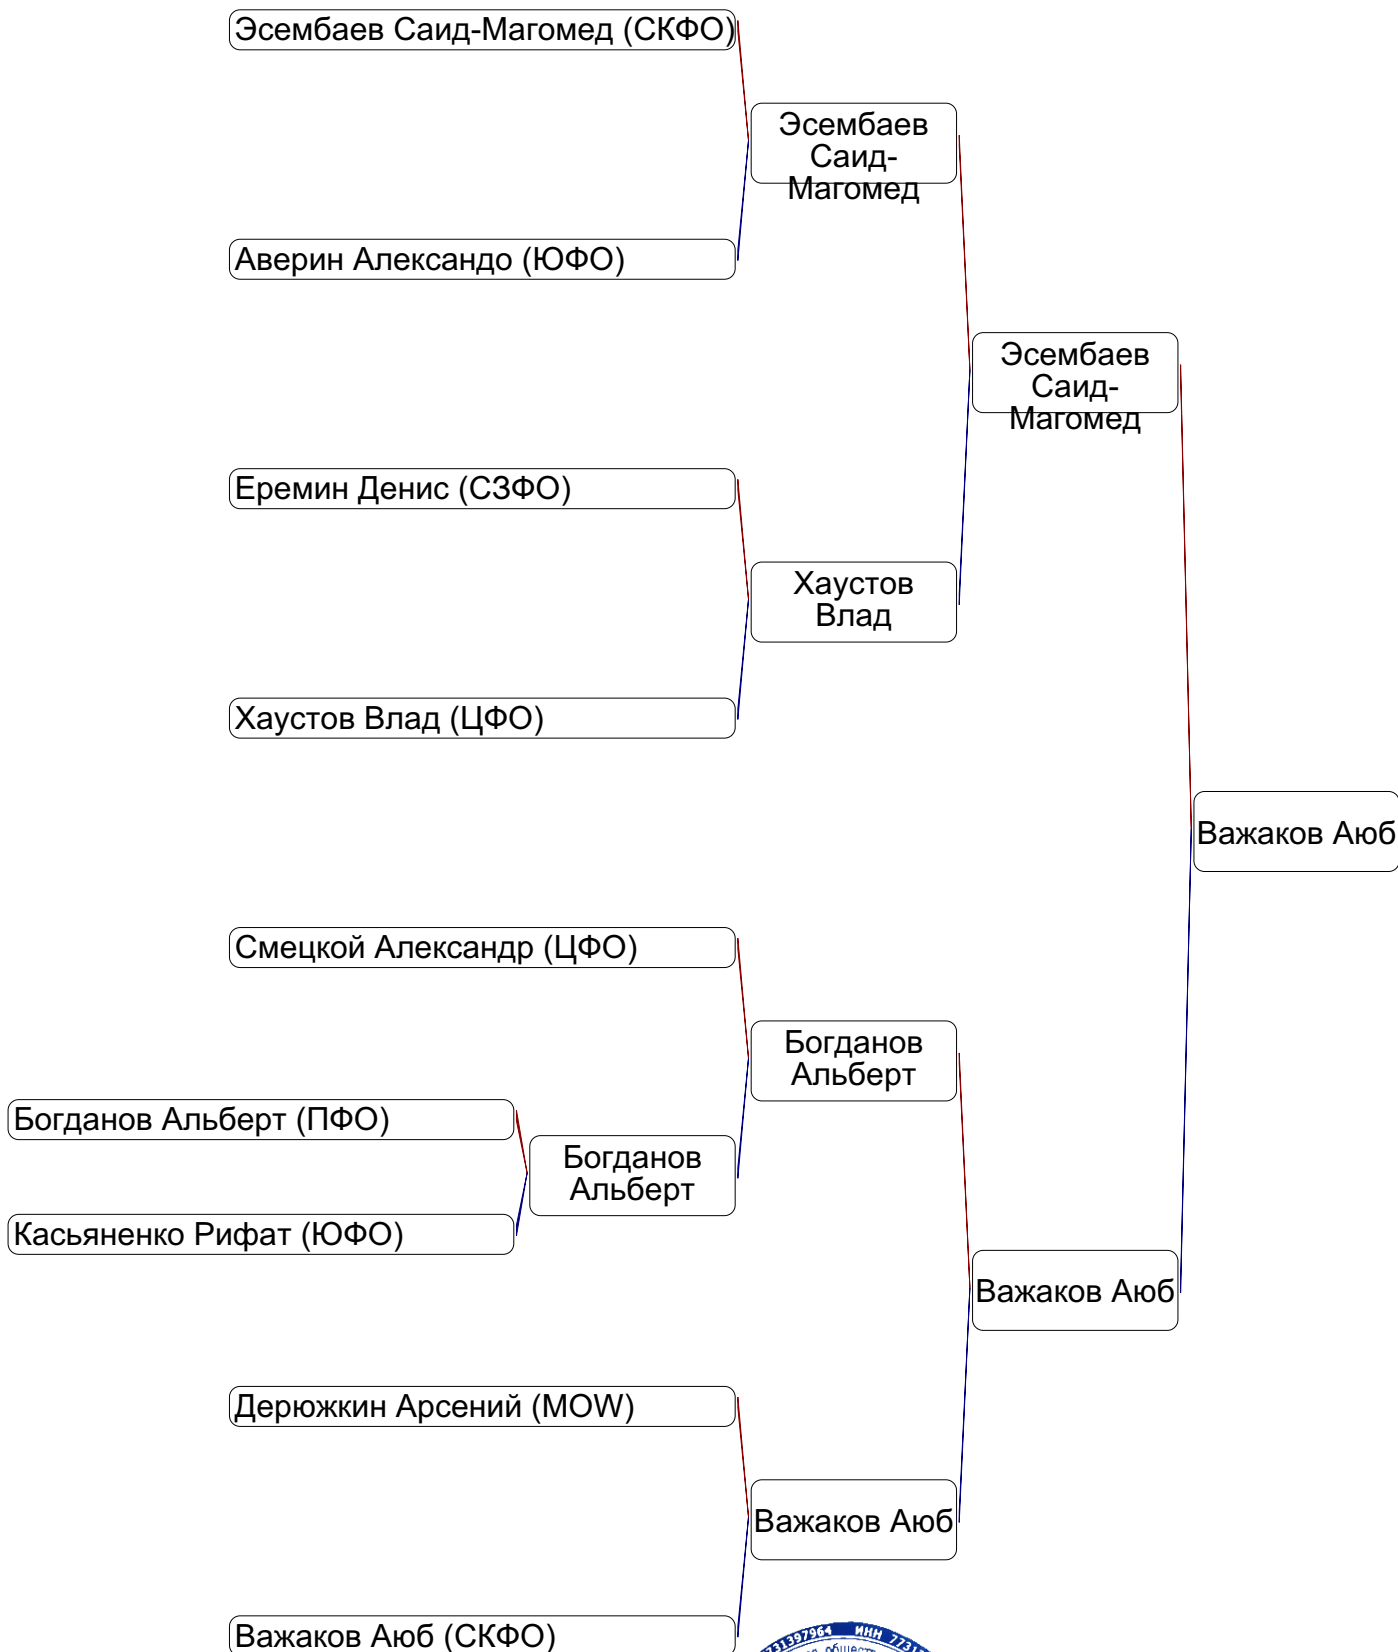 Эсембаев Саид-Магомед (СКФО)
Эсембаев
Саид-
Магомед
Аверин Александо (ЮФО)
Эсембаев
Саид-
Магомед
Еремин Денис (СЗФО)
Хаустов
Влад
Хаустов Влад (ЦФО)
Важаков Аюб
Смецкой Александр (ЦФО)
Богданов
Альберт
Богданов Альберт (ПФО)
Богданов
Альберт
Касьяненко Рифат (ЮФО)
Важаков Аюб
Дерюжкин Арсений (MOW)
Важаков Аюб
Важаков Аюб (СКФО)